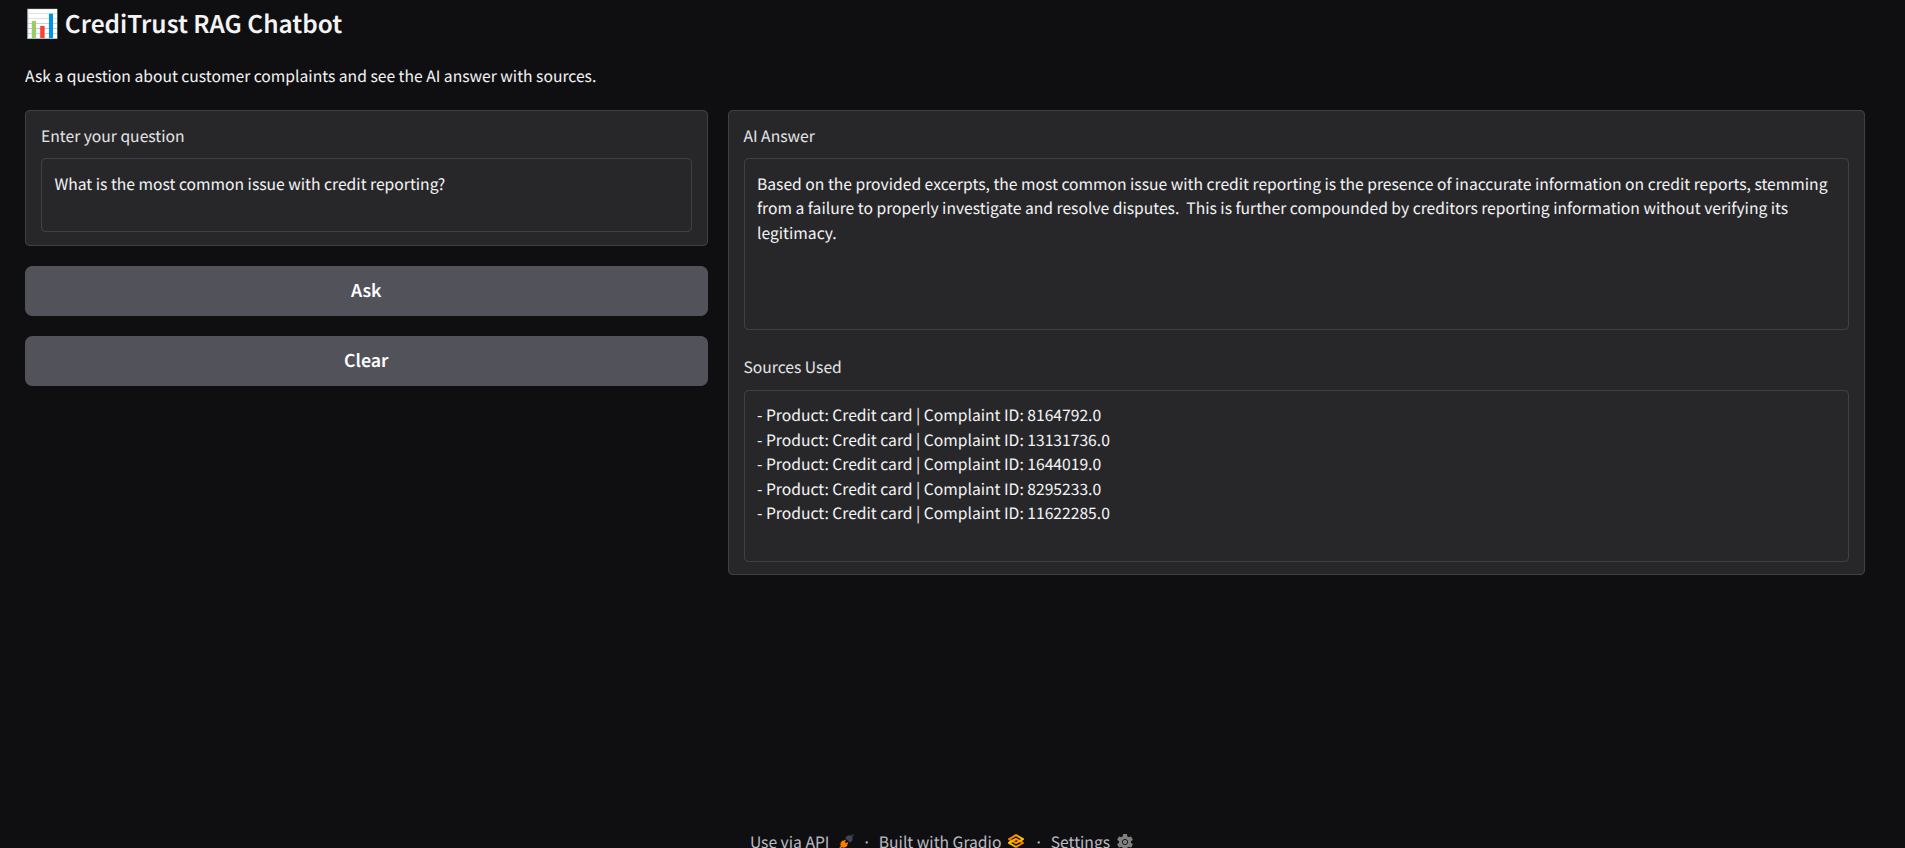 CrediTrust RAG Chatbot
Ask a question about customer complaints and see the AI answer with sources.
Enter your question
What is the most common issue with credit reporting?
Ask
Clear
AI Answer
Based on the provided excerpts, the most common issue with credit reporting is the presence of inaccurate information on credit reports, stemming
from a failure to properly investigate and resolve disputes.  This is further compounded by creditors reporting information without verifying its
legitimacy.
Sources Used
- Product: Credit card | Complaint ID: 8164792.0
- Product: Credit card | Complaint ID: 13131736.0
- Product: Credit card | Complaint ID: 1644019.0
- Product: Credit card | Complaint ID: 8295233.0
- Product: Credit card | Complaint ID: 11622285.0
Use via API · Built with Gradio · Settings